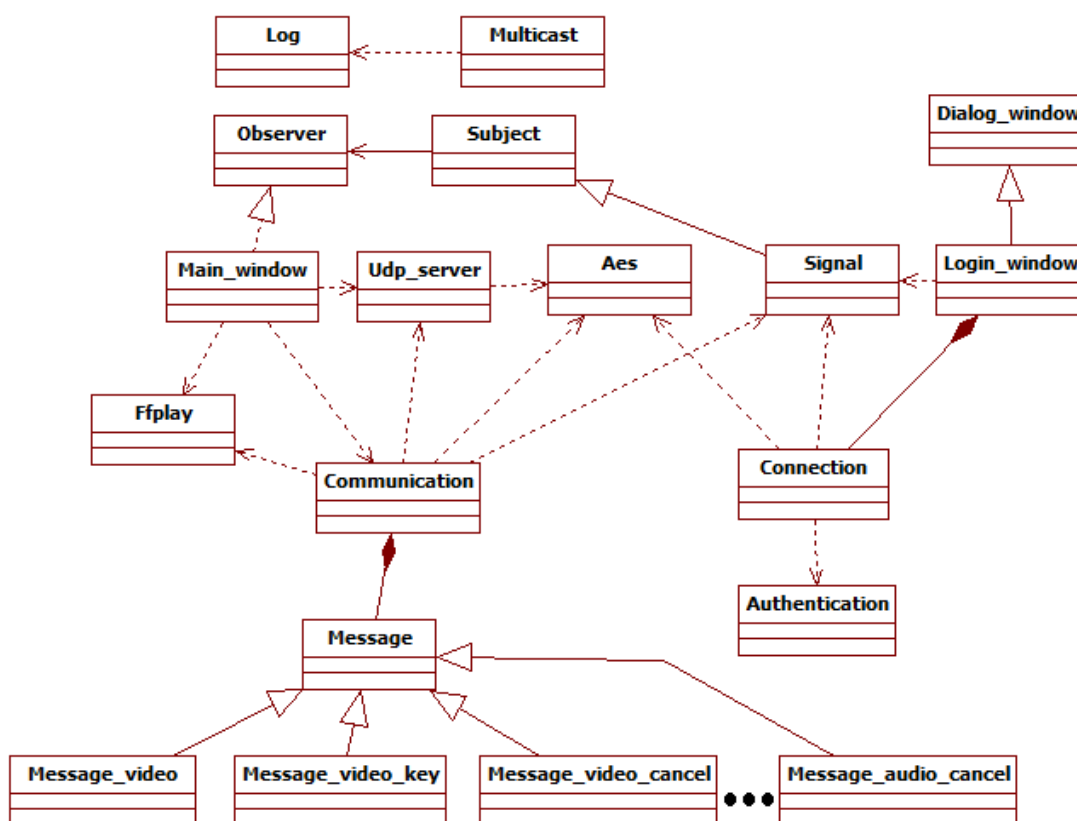 Log
Multicast
Dialog_window
Observer
Subject
Main_window
Udp_server
Aes
Signal
Login_window
Ffplay
Communication
Connection
Authentication
Message
Message_video
Message_video_key
Message_video_cancel
Message_audio_cancel